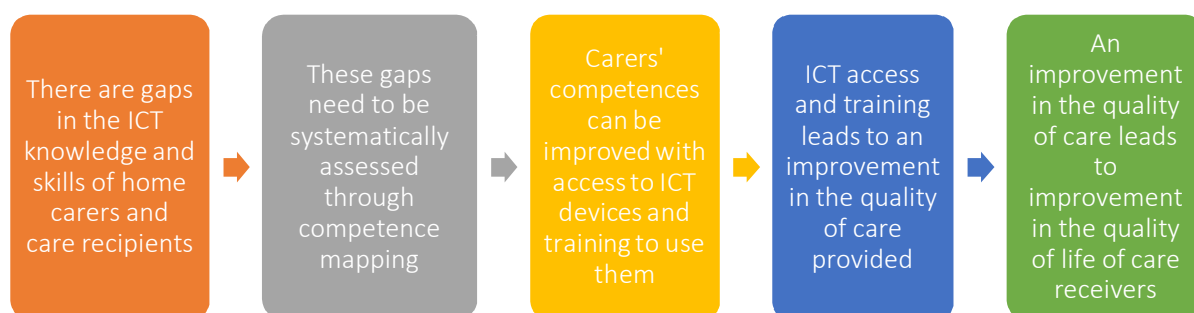 There are gaps
in the ICT
knowledge and
skills of home
carers and
care recipients
These gaps
need to be
systematically
assessed
through
competence
mapping
Carers'
competences
can be
improved with
access to ICT
devices and
training to use
them
ICT access
and training
leads to an
improvement
in the quality
of care
provided
An
improvement
in the quality
of care leads
to
improvement
in the quality
of life of care
receivers